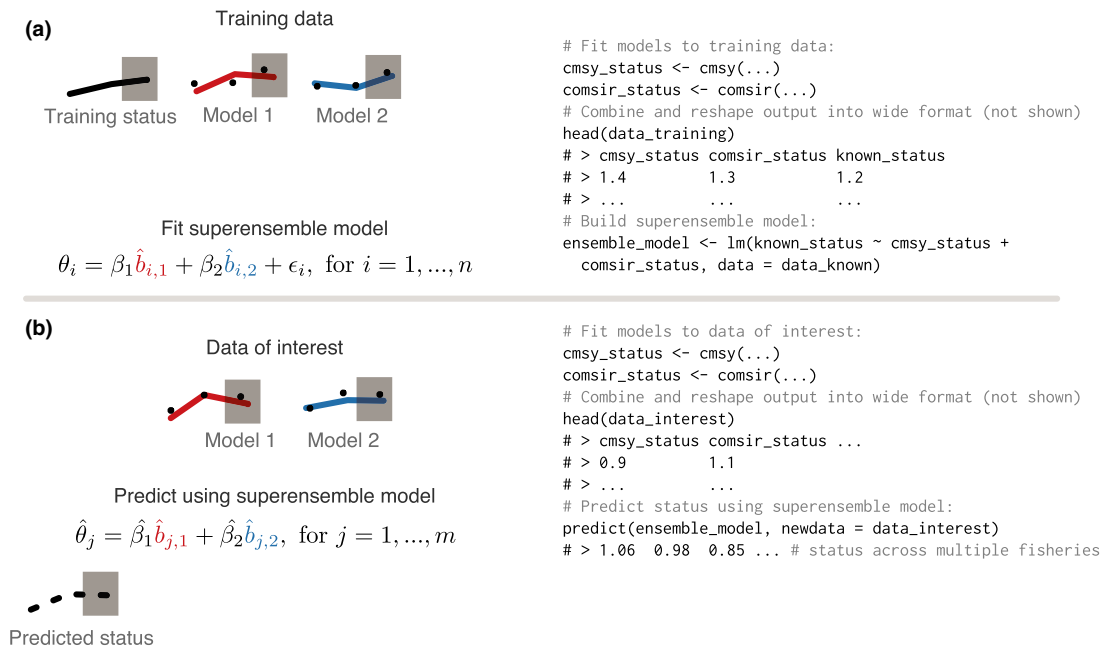 (a)
Training data
Training status
Model 1
Model 2
Fit superensemble model
θ_i = β_1 b̂_{i,1} + β_2 b̂_{i,2} + ϵ_i, for i = 1, ..., n
# Fit models to training data:
cmsy_status <- cmsy(...)
comsir_status <- comsir(...)
# Combine and reshape output into wide format (not shown)
head(data_training)
# > cmsy_status comsir_status known_status
# > 1.4 1.3 1.2
# > ... ... ...
# Build superensemble model:
ensemble_model <- lm(known_status ~ cmsy_status +
comsir_status, data = data_known)
(b)
Data of interest
Model 1
Model 2
Predict using superensemble model
θ̂_j = β̂_1 b̂_{j,1} + β̂_2 b̂_{j,2}, for j = 1, ..., m
Predicted status
# Fit models to data of interest:
cmsy_status <- cmsy(...)
comsir_status <- comsir(...)
# Combine and reshape output into wide format (not shown)
head(data_interest)
# > cmsy_status comsir_status ...
# > 0.9 1.1
# > ... ...
# Predict status using superensemble model:
predict(ensemble_model, newdata = data_interest)
# > 1.06 0.98 0.85 ... # status across multiple fisheries